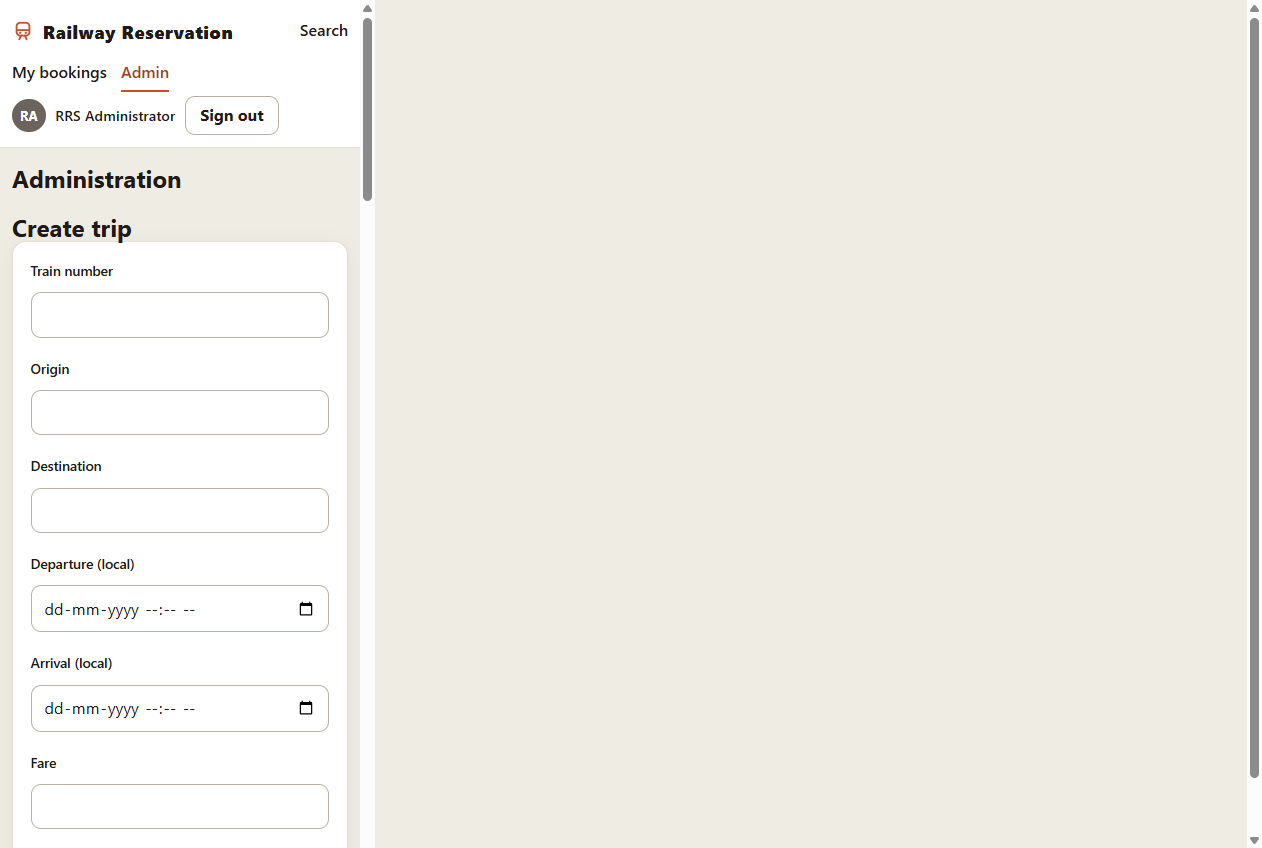 Railway Reservation
Search
My bookings
Admin
RA
RRS Administrator
Sign out
Administration
Create trip
Train number
Origin
Destination
Departure (local)
dd-mm-yyyy --:-- --
Arrival (local)
dd-mm-yyyy --:-- --
Fare